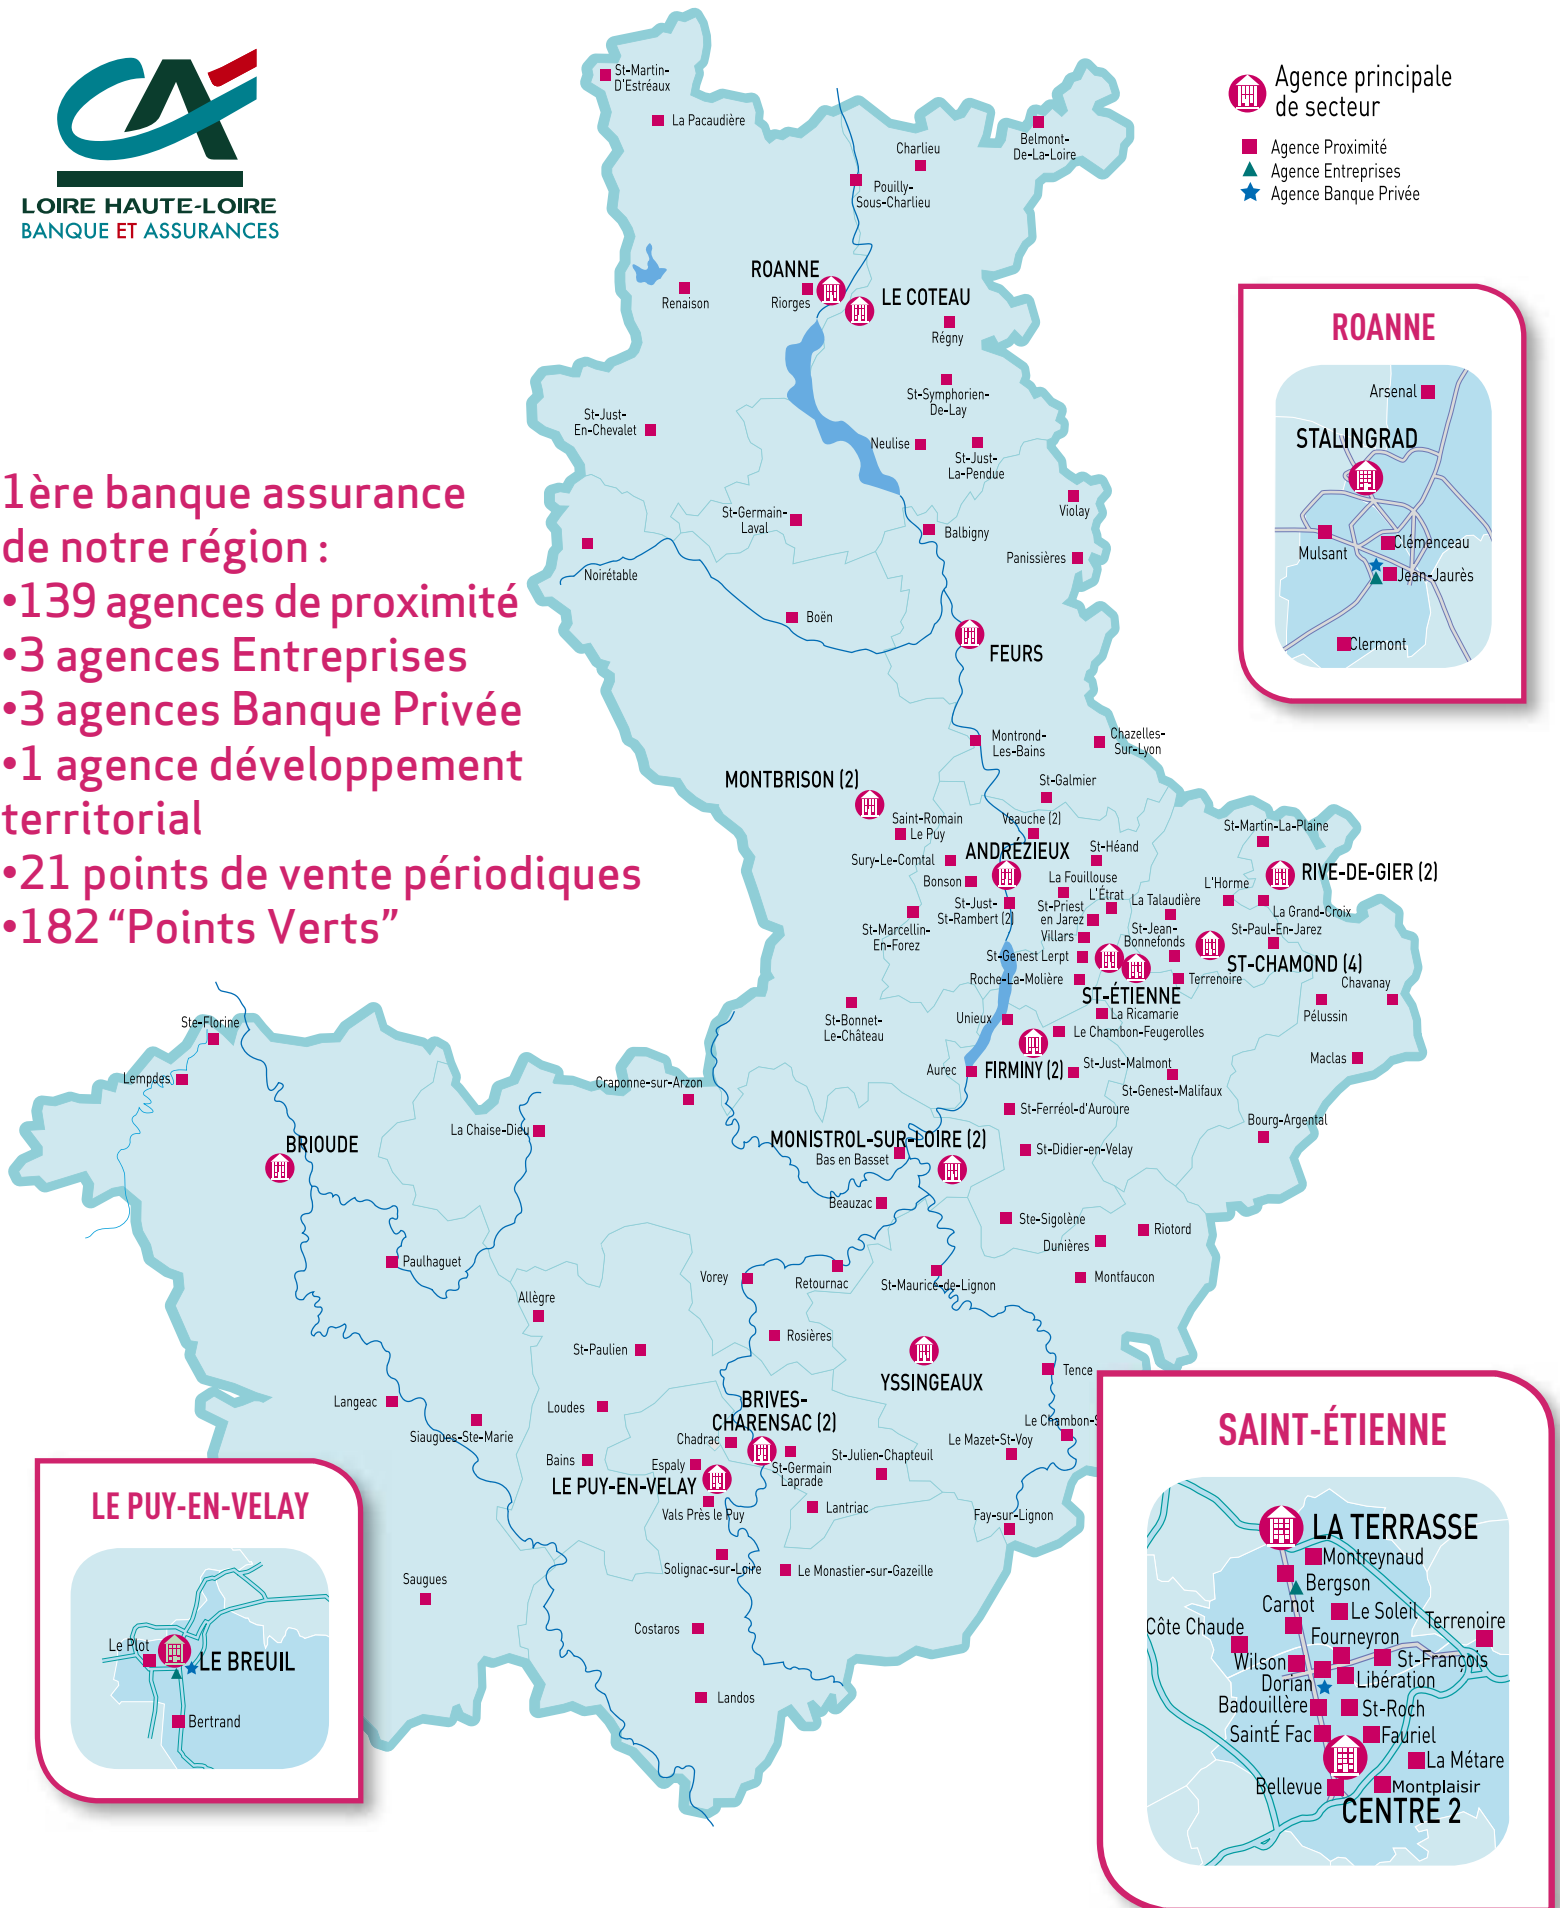 CA
LOIRE HAUTE-LOIRE
BANQUE ET ASSURANCES
Agence principale
de secteur
Agence Proximité
Agence Entreprises
Agence Banque Privée
1ère banque assurance
de notre région :
•139 agences de proximité
•3 agences Entreprises
•3 agences Banque Privée
•1 agence développement
territorial
•21 points de vente périodiques
•182 “Points Verts”
St-Martin-
D'Estréaux
La Pacaudière
Charlieu
Belmont-
De-La-Loire
Pouilly-
Sous-Charlieu
ROANNE
Riorges
LE COTEAU
Renaison
Régny
St-Symphorien-
De-Lay
St-Just-
En-Chevalet
Neulise
St-Just-
La-Pendue
Violay
St-Germain-
Laval
Balbigny
Panissières
Noirétable
Boën
FEURS
Montrond-
Les-Bains
Chazelles-
Sur-Lyon
MONTBRISON (2)
St-Galmier
Saint-Romain
Le Puy
Veauche (2)
St-Martin-La-Plaine
Sury-Le-Comtal
ANDRÉZIEUX
St-Héand
RIVE-DE-GIER (2)
Bonson
La Fouillouse
L'Étrat
L'Horme
La Grand-Croix
St-Just-
St-Rambert (2)
St-Priest
en Jarez
La Talaudière
St-Marcellin-
En-Forez
Villars
St-Jean-
Bonnefonds
St-Paul-En-Jarez
St-Genest Lerpt
ST-CHAMOND (4)
Roche-La-Molière
ST-ÉTIENNE
Terrenoire
Chavanay
Pélussin
La Ricamarie
St-Bonnet-
Le-Château
Unieux
Le Chambon-Feugerolles
Maclas
Aurec
FIRMINY (2)
St-Just-Malmont
St-Genest-Malifaux
St-Ferréol-d'Auroure
Bourg-Argental
Ste-Florine
Lempdes
Craponne-sur-Arzon
La Chaise-Dieu
BRIOUDE
MONISTROL-SUR-LOIRE (2)
Bas en Basset
St-Didier-en-Velay
Beauzac
Ste-Sigolène
Riotord
Dunières
Montfaucon
Paulhaguet
Vorey
Retournac
St-Maurice-de-Lignon
Allègre
Rosières
St-Paulien
YSSINGEAUX
Tence
Langeac
Loudes
BRIVES-
CHARENSAC (2)
Siaugues-Ste-Marie
Chadrac
Le Chambon-S
Le Mazet-St-Voy
Bains
Espaly
St-Germain
Laprade
St-Julien-Chapteuil
LE PUY-EN-VELAY
Vals Près le Puy
Lantriac
Fay-sur-Lignon
Solignac-sur-Loire
Le Monastier-sur-Gazeille
Saugues
Costaros
Landos
ROANNE
Arsenal
STALINGRAD
Mulsant
Clémenceau
Jean-Jaurès
Clermont
LE PUY-EN-VELAY
Le Plot
LE BREUIL
Bertrand
SAINT-ÉTIENNE
LA TERRASSE
Montreynaud
Bergson
Carnot
Le Soleil
Terrenoire
Côte Chaude
Fourneyron
Wilson
St-François
Dorian
Libération
Badouillère
St-Roch
SaintÉ Fac
Fauriel
La Métare
Bellevue
Montplaisir
CENTRE 2